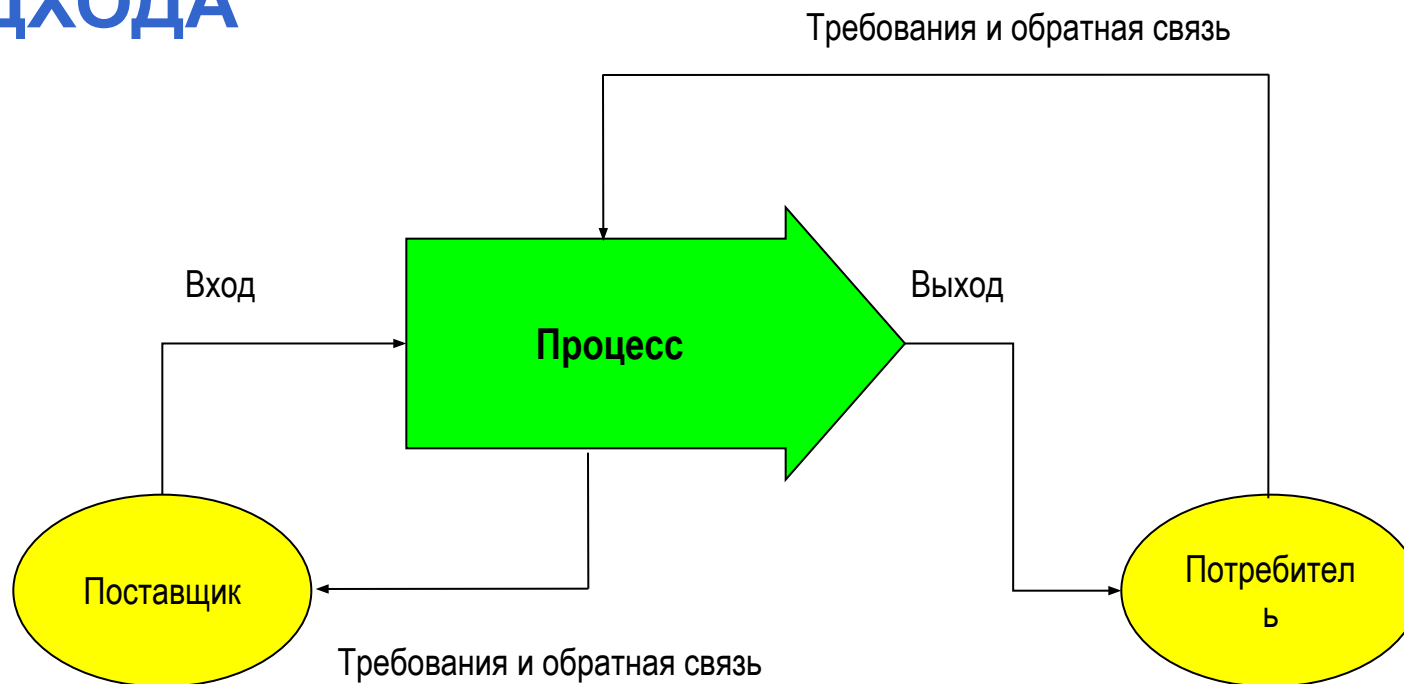 ДХОДА
Требования и обратная связь
Вход
Выход
Процесс
Поставщик
Потребител
ь
Требования и обратная связь